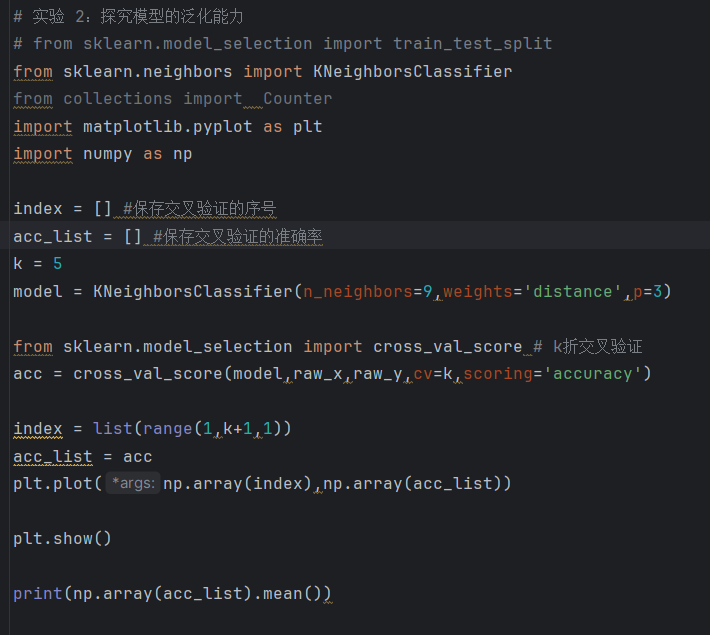 # 实验 2：探究模型的泛化能力
# from sklearn.model_selection import train_test_split
from sklearn.neighbors import KNeighborsClassifier
from collections import  Counter
import matplotlib.pyplot as plt
import numpy as np
index = [] #保存交叉验证的序号
acc_list = [] #保存交叉验证的准确率
k = 5
model = KNeighborsClassifier(n_neighbors=9,weights='distance',p=3)
from sklearn.model_selection import cross_val_score # k折交叉验证
acc = cross_val_score(model,raw_x,raw_y,cv=k,scoring='accuracy')
index = list(range(1,k+1,1))
acc_list = acc
plt.plot( *args: np.array(index),np.array(acc_list))
plt.show()
print(np.array(acc_list).mean())